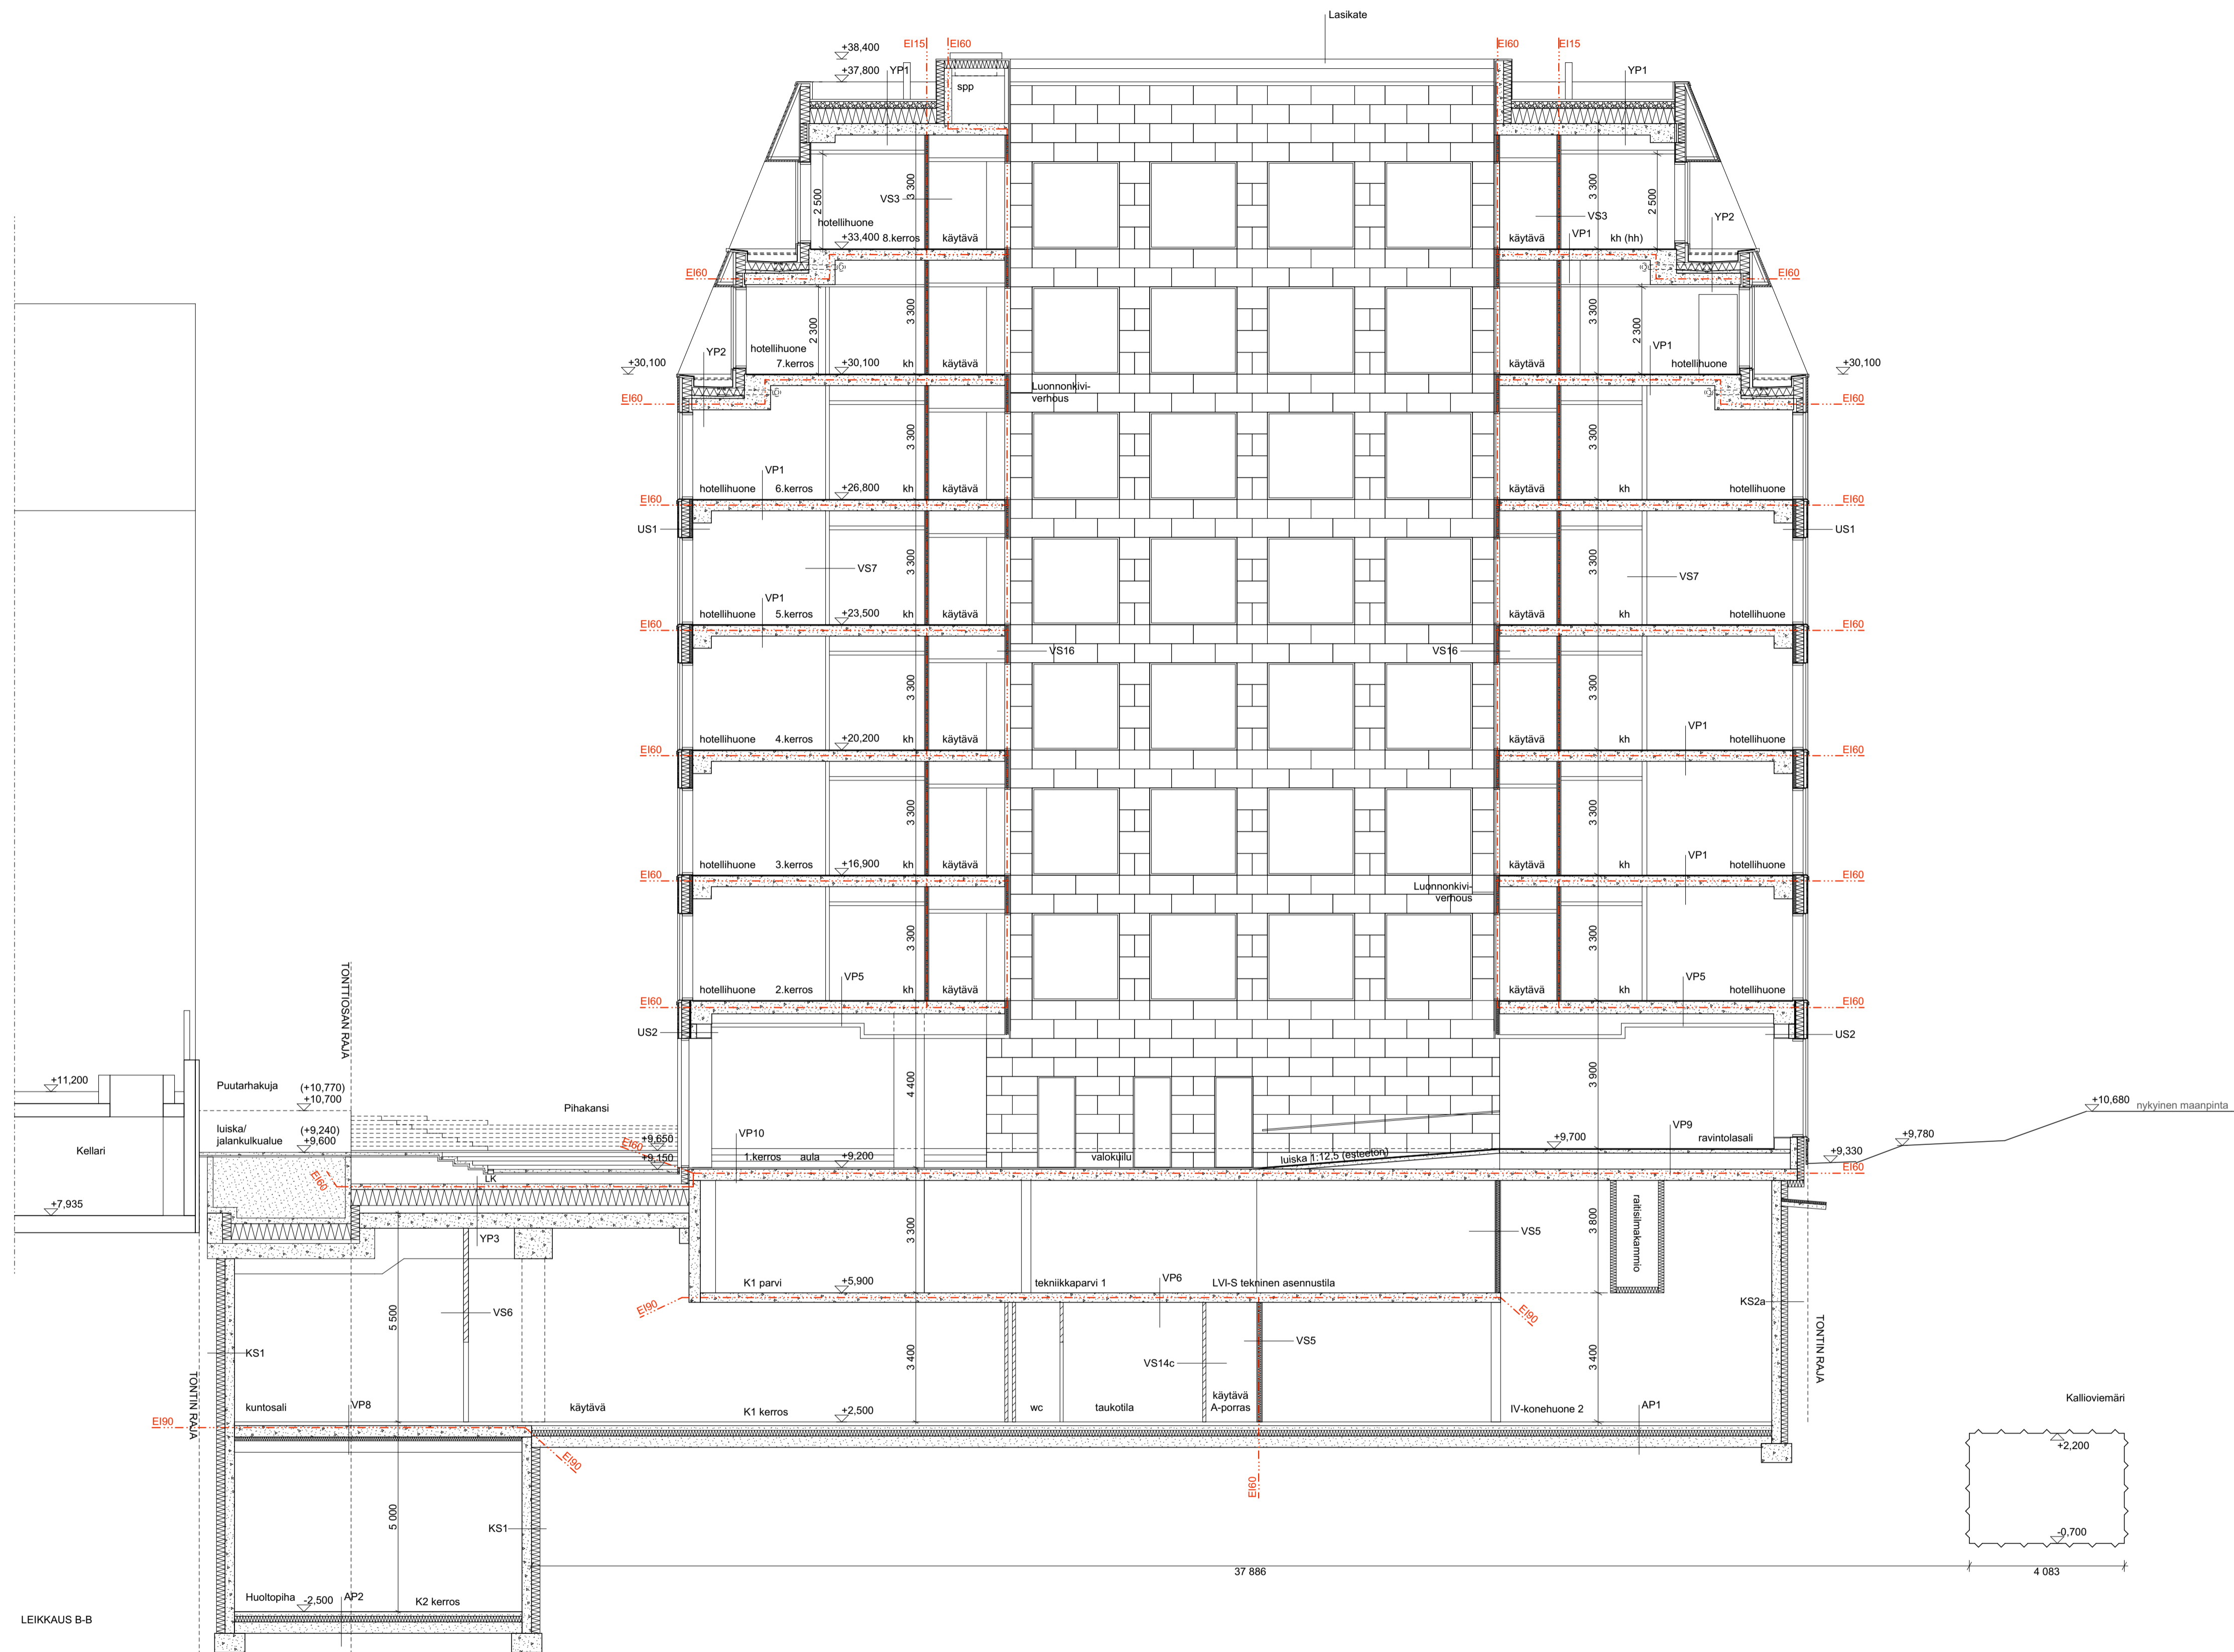 Lasikate
+38,400
EI15
EI60
EI60
EI15
+37,800
YP1
YP1
spp
VS3
3 300
2 500
hotellihuone
+33,400
8.kerros
käytävä
3 300
2 500
VS3
YP2
VP1
käytävä
kh (hh)
EI60
EI60
3 300
2 300
hotellihuone
YP2
7.kerros
+30,100
kh
käytävä
3 300
2 300
VP1
käytävä
hotellihuone
+30,100
+30,100
EI60
EI60
Luonnonkivi-
verhous
3 300
3 300
VP1
hotellihuone
6.kerros
+26,800
kh
käytävä
käytävä
kh
hotellihuone
EI60
EI60
US1
US1
3 300
3 300
VS7
VS7
VP1
hotellihuone
5.kerros
+23,500
kh
käytävä
käytävä
kh
hotellihuone
EI60
EI60
VS16
VS16
3 300
3 300
VP1
hotellihuone
4.kerros
+20,200
kh
käytävä
käytävä
kh
hotellihuone
EI60
EI60
3 300
3 300
VP1
hotellihuone
3.kerros
+16,900
kh
käytävä
käytävä
kh
hotellihuone
EI60
EI60
Luonnonkivi-
verhous
3 300
3 300
VP5
VP5
hotellihuone
2.kerros
+23,500
kh
käytävä
käytävä
kh
hotellihuone
EI60
EI60
US2
US2
TONTTIOSAN RAJA
4 400
3 900
+11,200
Puutarhakuja
(+10,770)
+10,700
Pihakansi
+10,680
nykyinen maanpinta
luiska/
jalankulkualue
(+9,240)
+9,600
Kellari
EI60
+9,650
+9,150
VP10
1.kerros
aula
+9,200
valokuilu
luiska 1:12,5 (esteetön)
+9,700
VP9
ravintolasali
+9,780
+9,330
EI60
EI60
LK
+7,935
YP3
3 300
3 800
VS5
raitisilmakammio
K1 parvi
+5,900
tekniikkaparvi 1
VP6
LVI-S tekninen asennustila
EI90
EI90
KS2a
5 500
VS6
KS1
3 400
3 400
VS14c
VS5
TONTIN RAJA
TONTIN RAJA
kuntosali
VP8
käytävä
K1 kerros
+2,500
wc
taukotila
käytävä
A-porras
IV-konehuone 2
AP1
Kallioviemäri
EI90
EI90
EI60
+2,200
5 000
KS1
-0,700
37 886
4 083
Huoltopiha
-2,500
AP2
K2 kerros
LEIKKAUS B-B